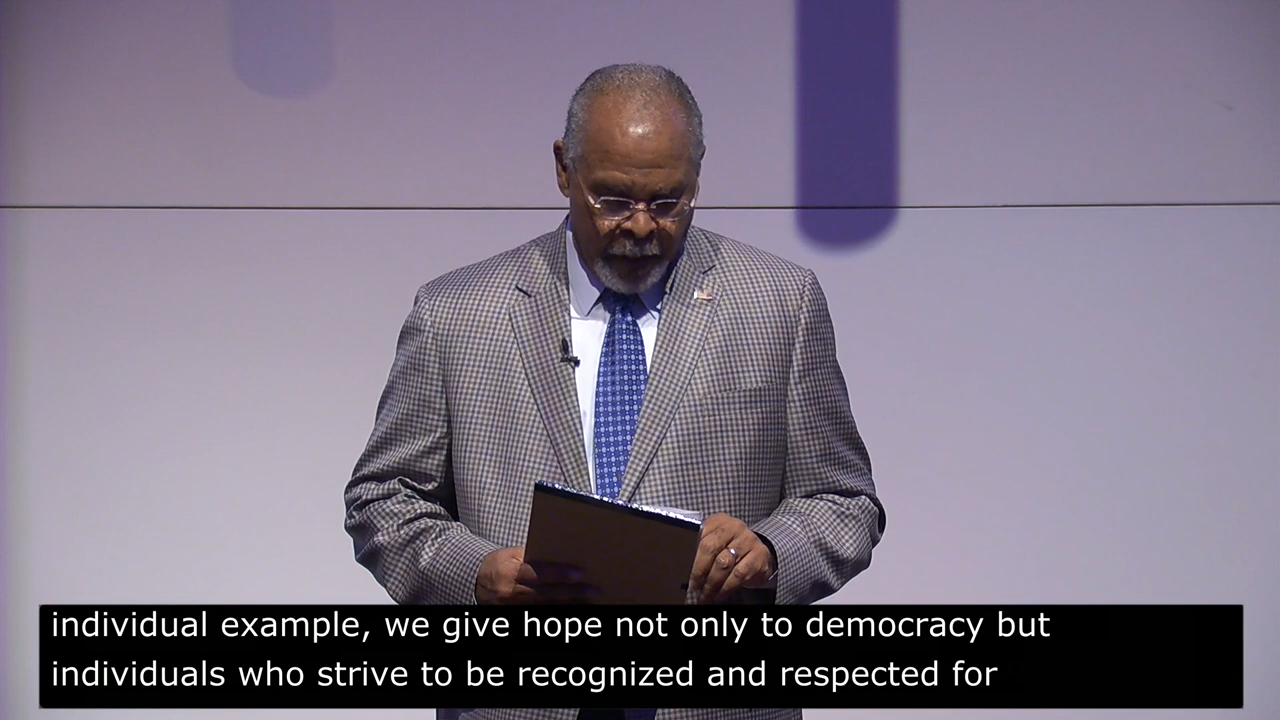 individual example, we give hope not only to democracy but
individuals who strive to be recognized and respected for